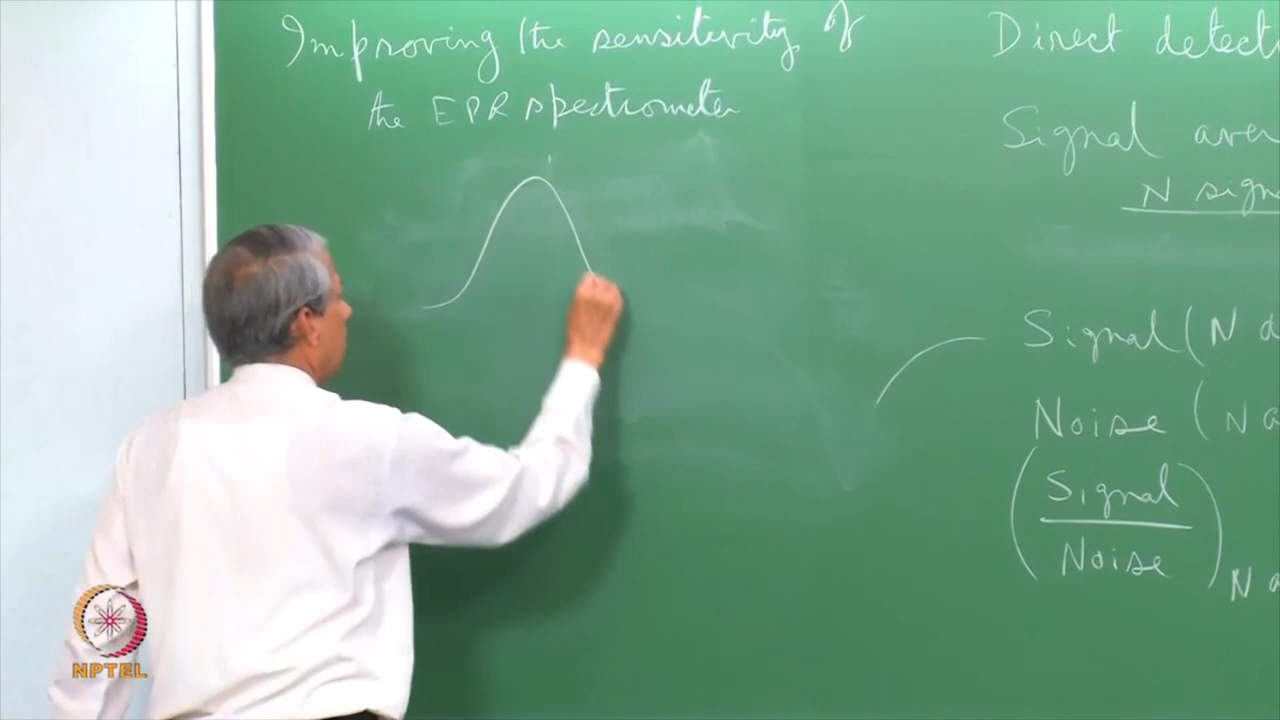 Improving the sensitivity of
the EPR spectrometer
Direct detect
Signal aver
N sign
Signal (N a
Noise (N a
(Signal
Noise)N a
NPTEL